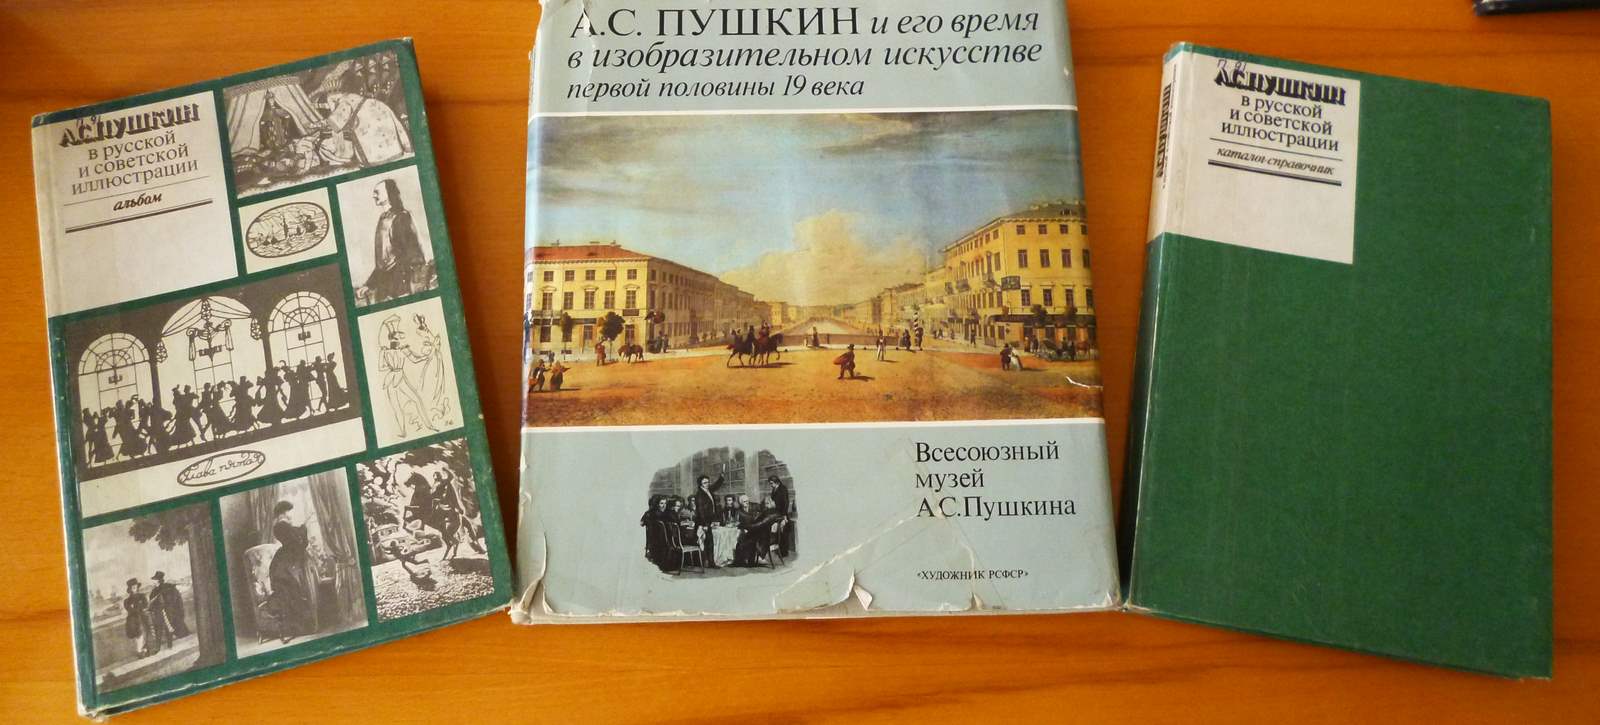 А.С.ПУШКИН
в русской
и советской
иллюстрации
альбом
Глава пятая
А.С. ПУШКИН и его время
в изобразительном искусстве
первой половины 19 века
Всесоюзный
музей
А.С.Пушкина
«ХУДОЖНИК РСФСР»
А.С.ПУШКИН
в русской
и советской
иллюстрации
каталог-справочник